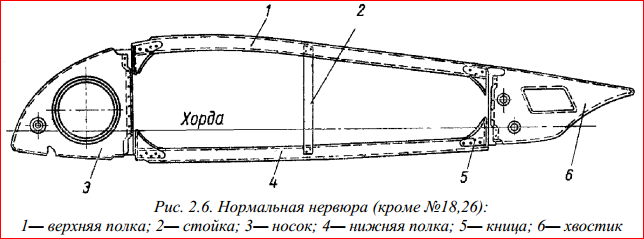 1
2
Хорда
3
4
5
6
Рис. 2.6. Нормальная нервюра (кроме №18,26):
1— верхняя полка; 2— стойка; 3— носок; 4— нижняя полка; 5— кница; 6— хвостик